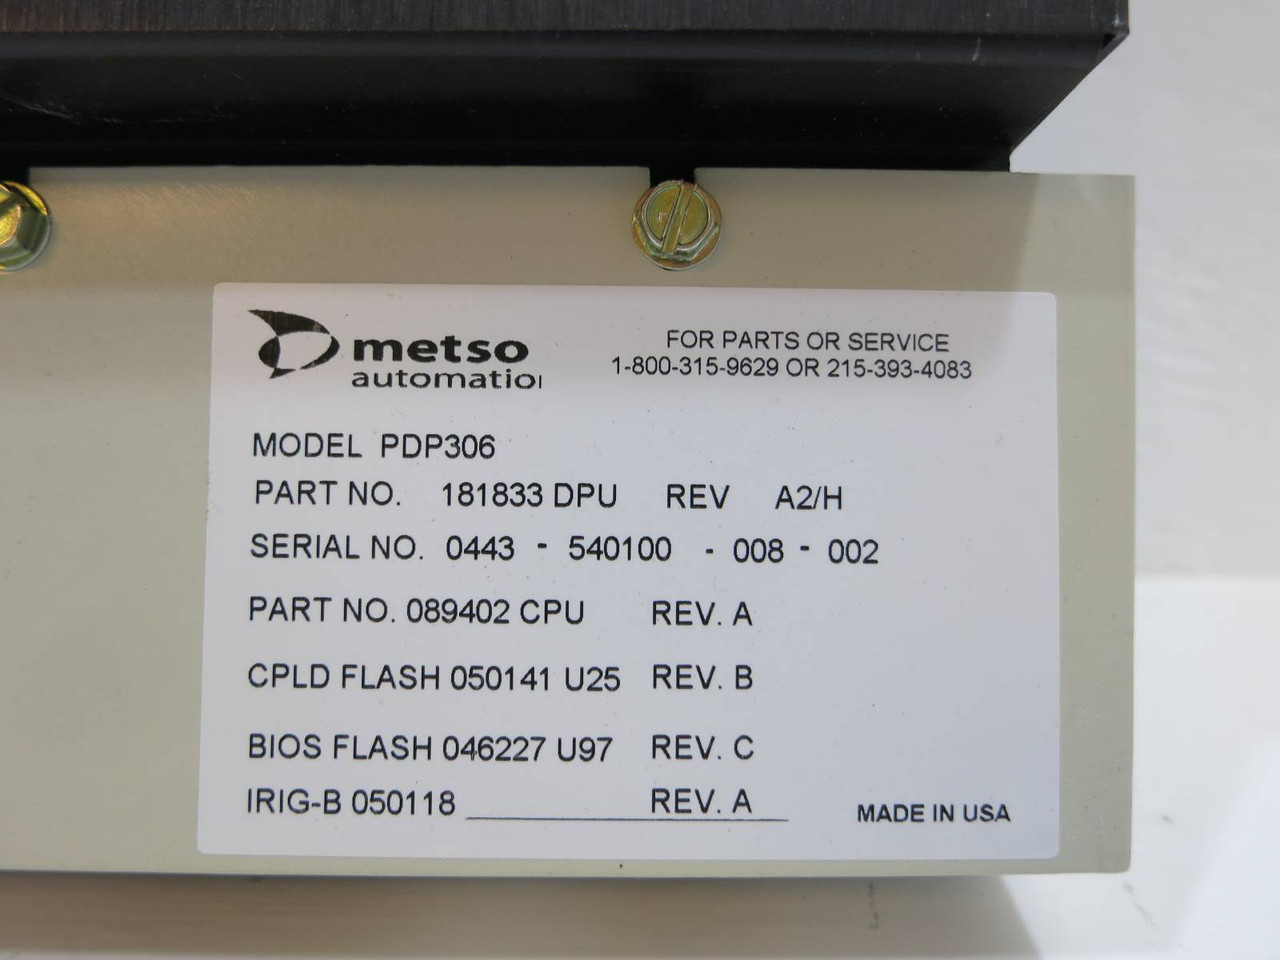 metso
automatio
FOR PARTS OR SERVICE
1-800-315-9629 OR 215-393-4083
MODEL PDP306
PART NO. 181833 DPU REV A2/H
SERIAL NO. 0443 - 540100 - 008 - 002
PART NO. 089402 CPU REV. A
CPLD FLASH 050141 U25 REV. B
BIOS FLASH 046227 U97 REV. C
IRIG-B 050118 REV. A
MADE IN USA